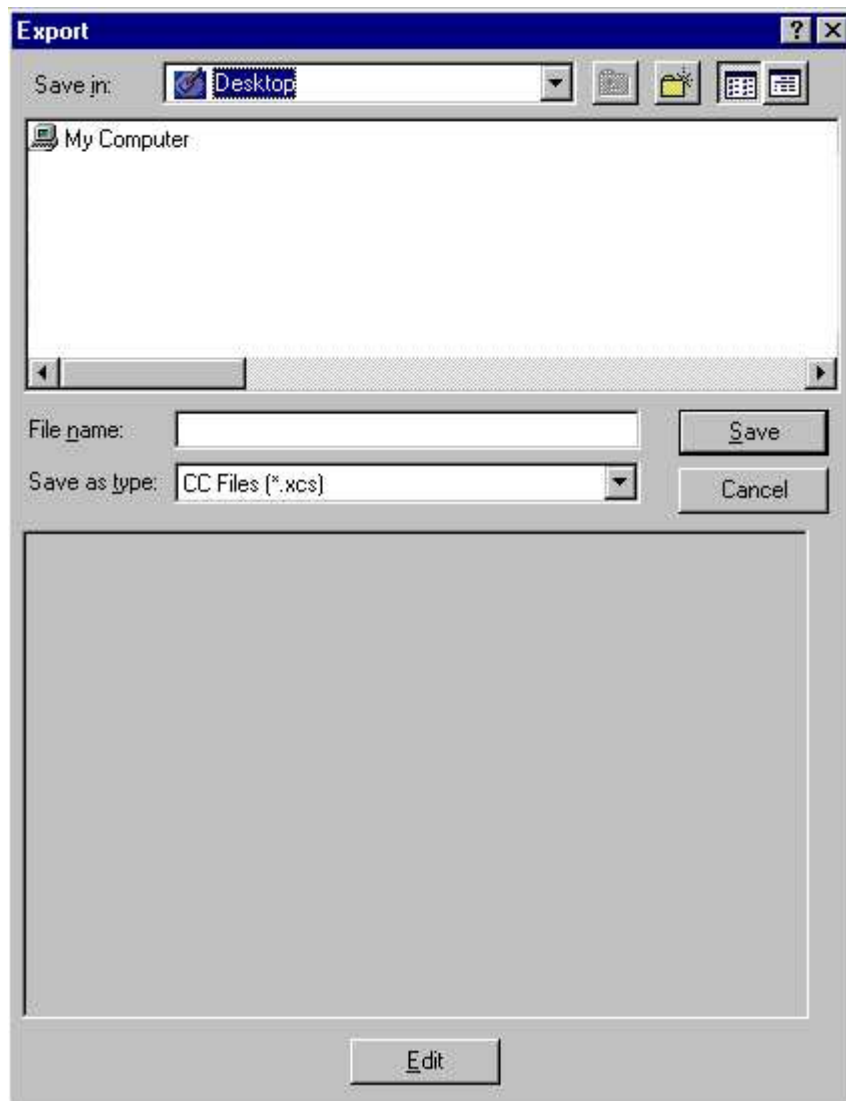 Export
Save in: Desktop
My Computer
File name: Save
Save as type: CC Files (*.xcs) Cancel
Edit